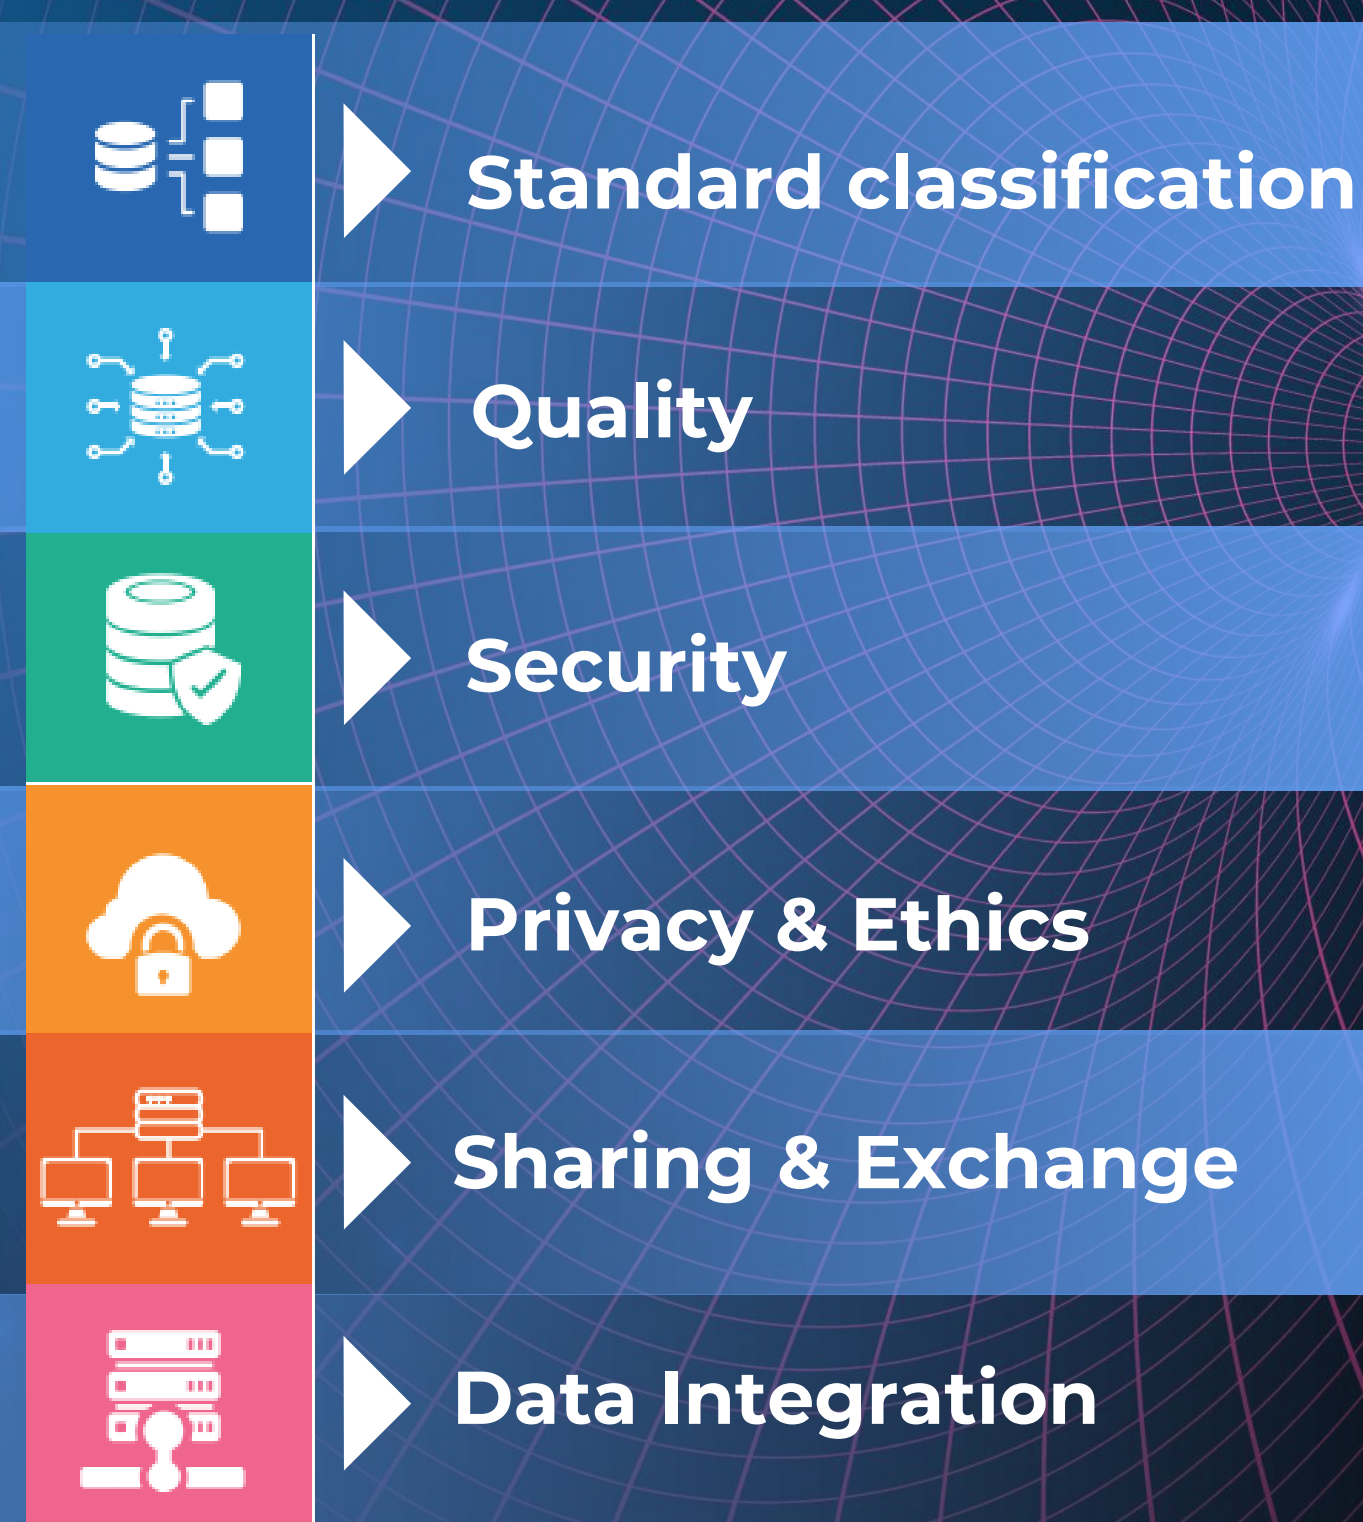 Standard classification
Quality
Security
Privacy & Ethics
Sharing & Exchange
Data Integration